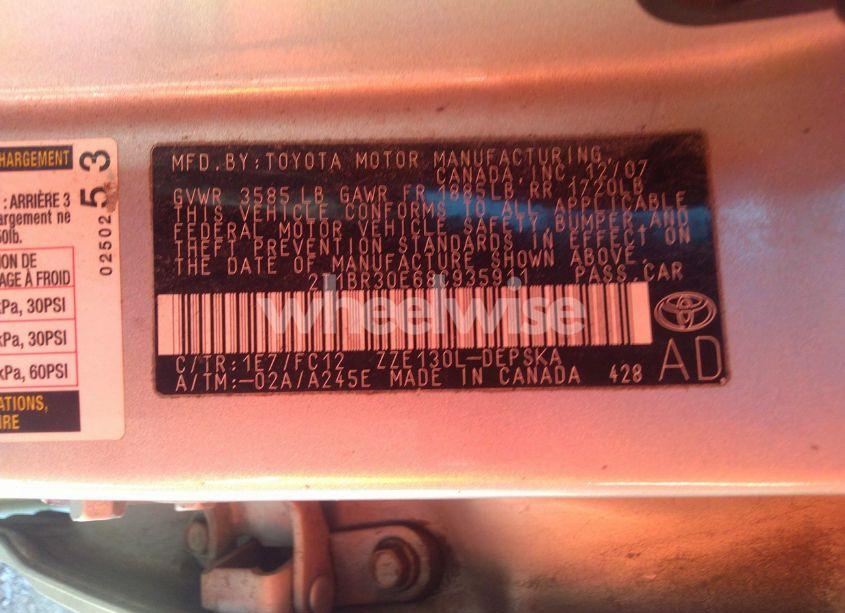 CHARGEMENT
: ARRIÈRE 3
argement ne
50lb.
ION DE
AGE À FROID
kPa, 30PSI
kPa, 30PSI
kPa, 60PSI
ATIONS,
IRE
02502
53
MFD.BY:TOYOTA MOTOR MANUFACTURING,
CANADA, INC. 12/07
GVWR 3585 LB GAWR FR 1885LB, RR 1720LB
THIS VEHICLE CONFORMS TO ALL APPLICABLE
FEDERAL MOTOR VEHICLE SAFETY, BUMPER AND
THEFT PREVENTION STANDARDS IN EFFECT ON
THE DATE OF MANUFACTURE SHOWN ABOVE.
2T1BR30E68C935911 PASS.CAR
wheelwise
C/TR:1E7/FC12 ZZE130L-DEPSKA
A/TM:-02A/A245E MADE IN CANADA 428
AD